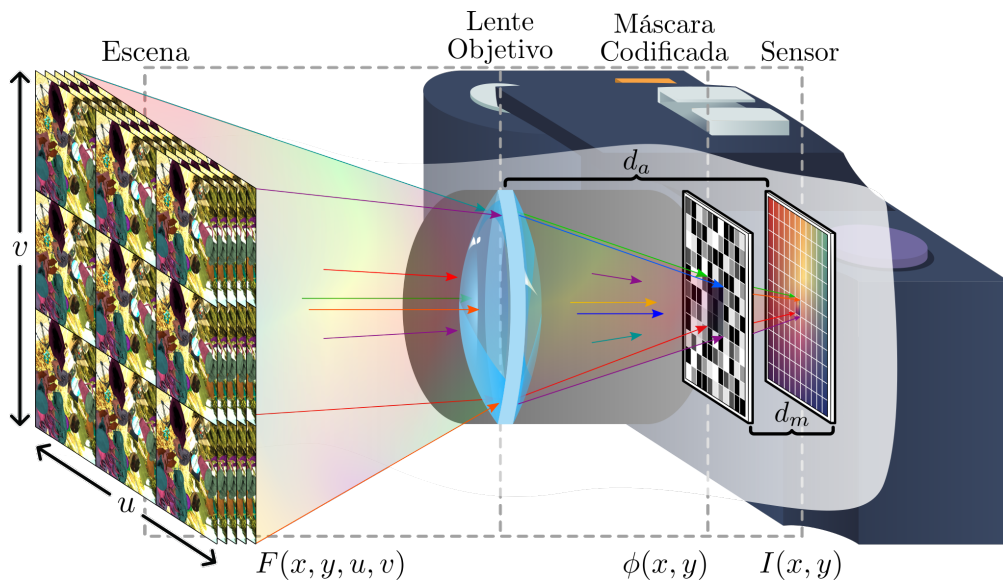 Escena
Lente
Objetivo
Máscara
Codificada
Sensor
d_a
v
d_m
u
F(x, y, u, v)
ϕ(x, y)
I(x, y)